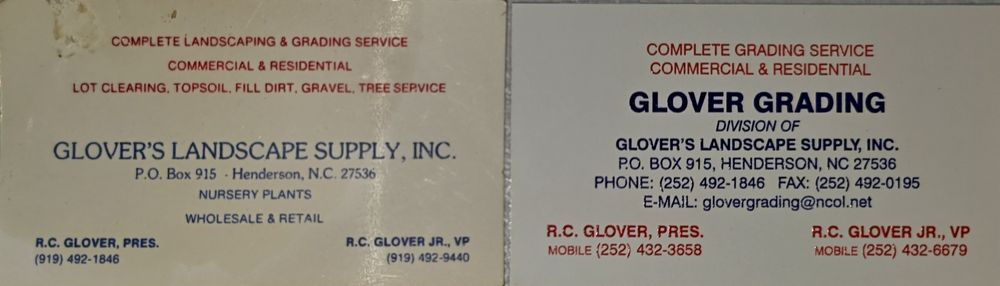 COMPLETE LANDSCAPING & GRADING SERVICE
COMMERCIAL & RESIDENTIAL
LOT CLEARING, TOPSOIL, FILL DIRT, GRAVEL, TREE SERVICE
GLOVER'S LANDSCAPE SUPPLY, INC.
P.O. Box 915 - Henderson, N.C. 27536
NURSERY PLANTS
WHOLESALE & RETAIL
R.C. GLOVER, PRES.
(919) 492-1846
R.C. GLOVER JR., VP
(919) 492-9440
COMPLETE GRADING SERVICE
COMMERCIAL & RESIDENTIAL
GLOVER GRADING
DIVISION OF
GLOVER'S LANDSCAPE SUPPLY, INC.
P.O. BOX 915, HENDERSON, NC 27536
PHONE: (252) 492-1846 FAX: (252) 492-0195
E-MAIL: glovergrading@ncol.net
R.C. GLOVER, PRES.
MOBILE (252) 432-3658
R.C. GLOVER JR., VP
MOBILE (252) 432-6679